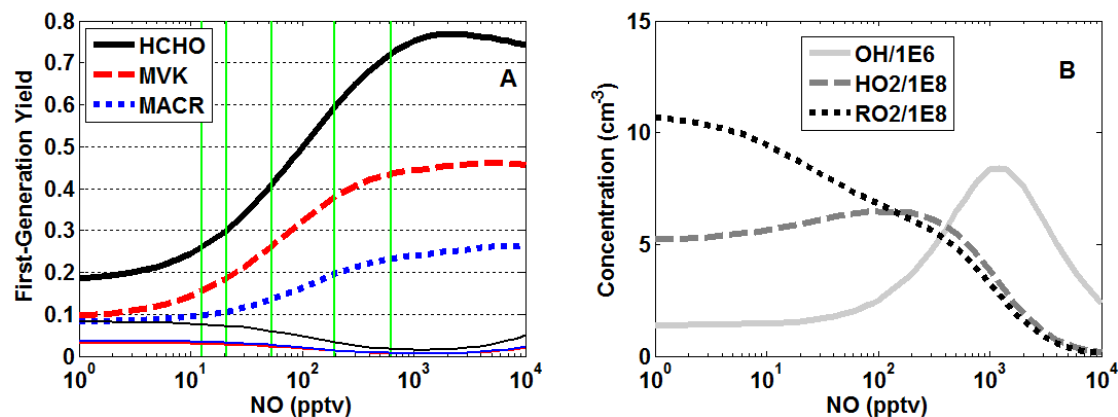 First-Generation Yield
0.8
0.7
0.6
0.5
0.4
0.3
0.2
0.1
0
HCHO
MVK
MACR
A
10⁰ 10¹ 10² 10³ 10⁴
NO (pptv)
Concentration (cm⁻³)
15
10
5
0
OH/1E6
HO2/1E8
RO2/1E8
B
10⁰ 10¹ 10² 10³ 10⁴
NO (pptv)